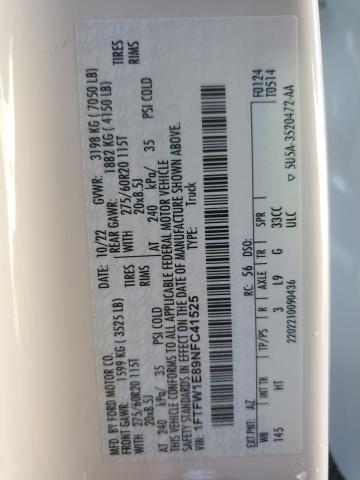 MFD. BY FORD MOTOR CO.
DATE: 10/22 GVWR: 3198 KG (7050 LB)
FRONT GAWR: 1599 KG (3525 LB) REAR GAWR: 1882 KG (4150 LB)
WITH 275/60R20 115T TIRES WITH 275/60R20 115T TIRES
20x8.5J RIMS 20x8.5J RIMS
AT 240 kPa/ 35 PSI COLD AT 240 kPa/ 35 PSI COLD
THIS VEHICLE CONFORMS TO ALL APPLICABLE FEDERAL MOTOR VEHICLE
SAFETY STANDARDS IN EFFECT ON THE DATE OF MANUFACTURE SHOWN ABOVE.
VIN: 1FTFW1E89NFC41525 TYPE: Truck
F0124
T0514
EXT PNT: AZ RC: 56 DSO:
WB INT TR TP/PS R AXLE TR SPR
145 HT 3 L9 G 33CC
ULC
2202210090436 ▽ 5U5A-3520472-AA